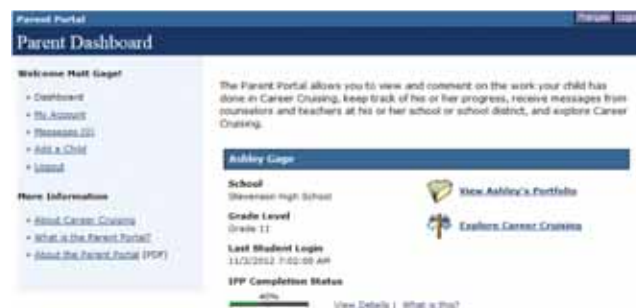 Parent Portal
Français
Parent Dashboard
Welcome Matt Gage!
Dashboard
My Account
Messages (0)
Add a Child
Logout
More Information
About Career Cruising
What is the Parent Portal?
About the Parent Portal (PDF)
The Parent Portal allows you to view and comment on the work your child has
done in Career Cruising, keep track of his or her progress, receive messages from
counselors and teachers at his or her school or school district, and explore Career
Cruising.
Ashley Gage
School
Stevenson High School
Grade Level
Grade 11
Last Student Login
11/2/2012 7:02:00 AM
IPP Completion Status
40%
View Details | What is this?
View Ashley's Portfolio
Explore Career Cruising